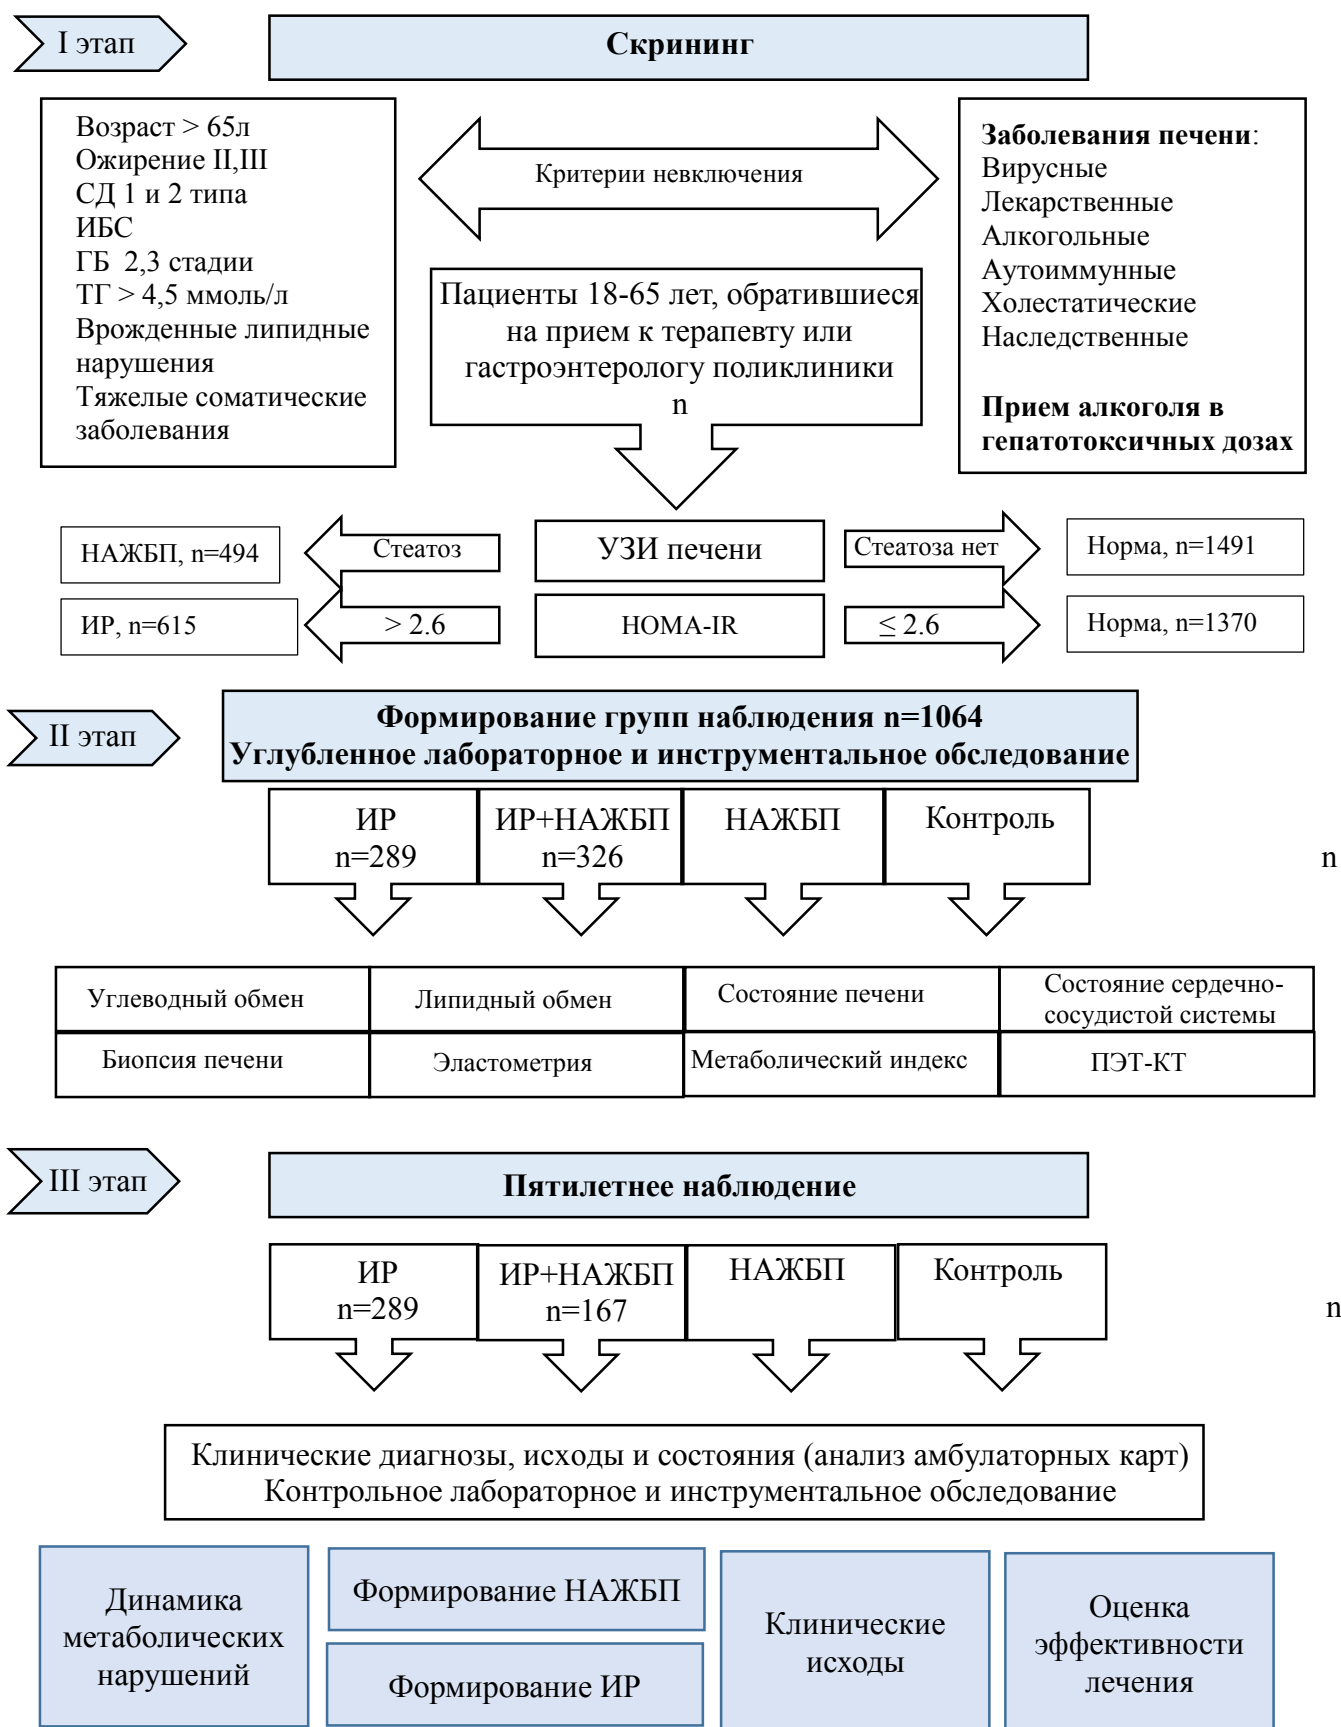 I этап
Скрининг
Возраст > 65л
Ожирение II,III
СД 1 и 2 типа
ИБС
ГБ  2,3 стадии
ТГ > 4,5 ммоль/л
Врожденные липидные
нарушения
Тяжелые соматические
заболевания
Критерии невключения
Заболевания печени:
Вирусные
Лекарственные
Алкогольные
Аутоиммунные
Холестатические
Наследственные
Прием алкоголя в
гепатотоксичных дозах
Пациенты 18-65 лет, обратившиеся
на прием к терапевту или
гастроэнтерологу поликлиники
n
НАЖБП, n=494
Стеатоз
УЗИ печени
Стеатоза нет
Норма, n=1491
ИР, n=615
> 2.6
HOMA-IR
≤ 2.6
Норма, n=1370
II этап
Формирование групп наблюдения n=1064
Углубленное лабораторное и инструментальное обследование
ИР
n=289
ИР+НАЖБП
n=326
НАЖБП
Контроль
n
Углеводный обмен
Липидный обмен
Состояние печени
Состояние сердечно-
сосудистой системы
Биопсия печени
Эластометрия
Метаболический индекс
ПЭТ-КТ
III этап
Пятилетнее наблюдение
ИР
n=289
ИР+НАЖБП
n=167
НАЖБП
Контроль
n
Клинические диагнозы, исходы и состояния (анализ амбулаторных карт)
Контрольное лабораторное и инструментальное обследование
Динамика
метаболических
нарушений
Формирование НАЖБП
Формирование ИР
Клинические
исходы
Оценка
эффективности
лечения